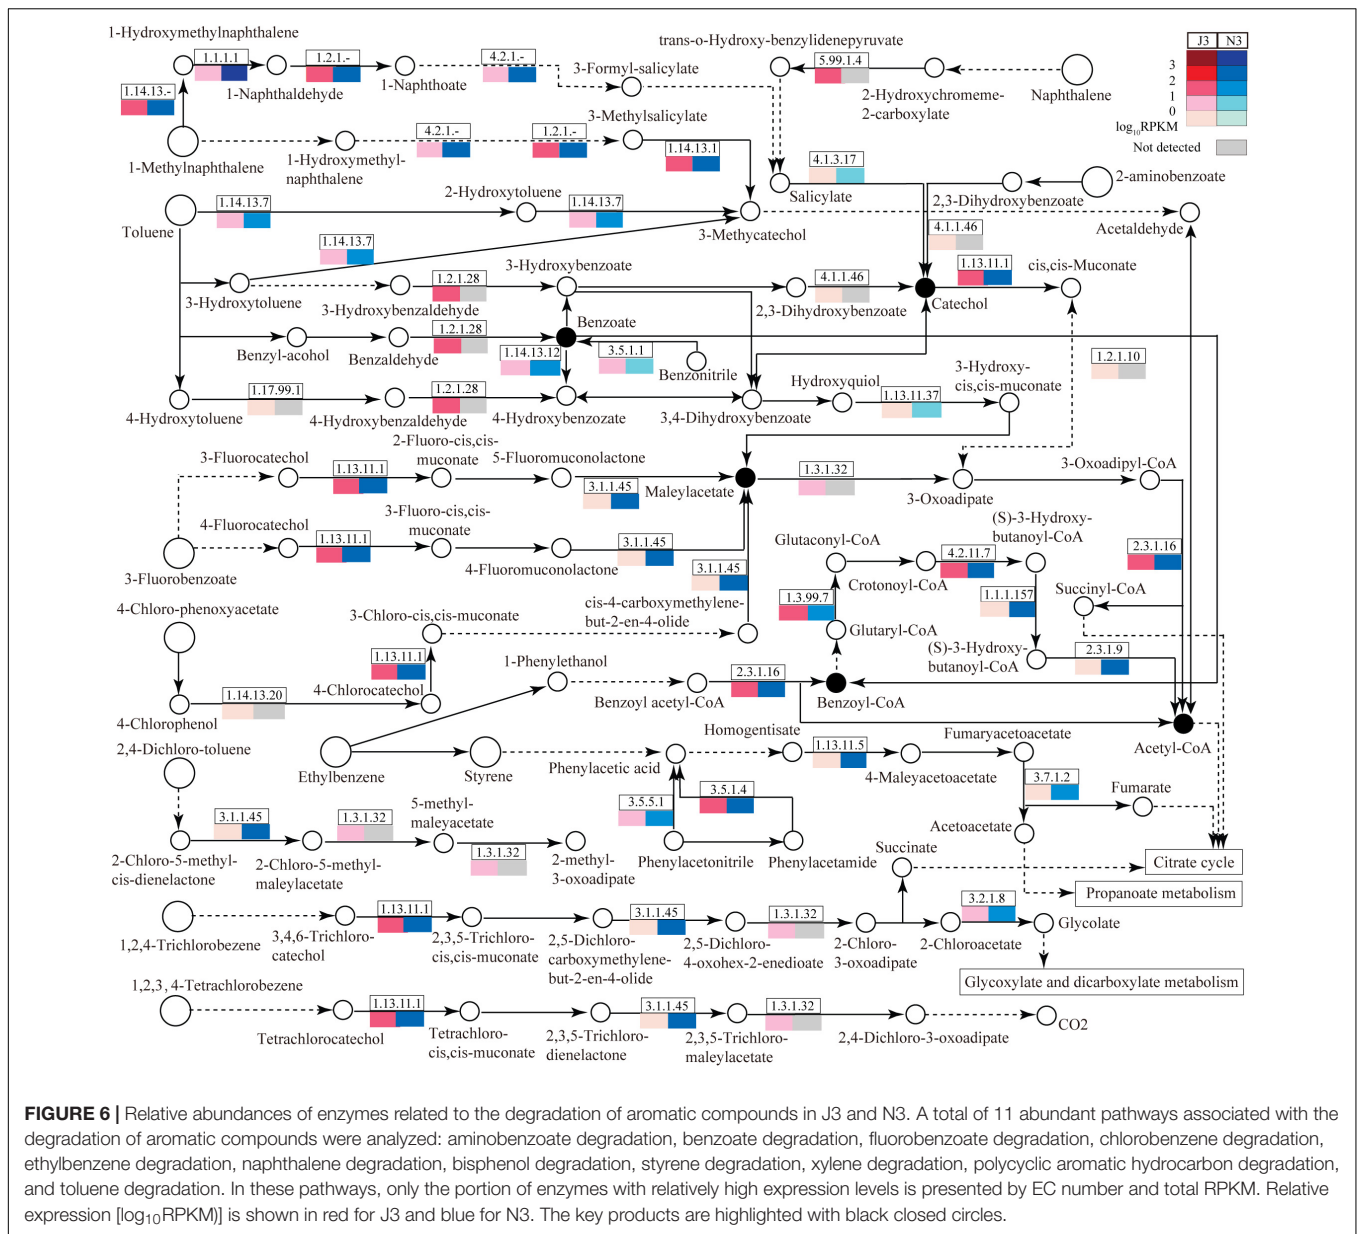 1-Hydroxymethylnaphthalene
1.1.1.1
1.2.1.-
4.2.1.-
1-Naphthaldehyde
1-Naphthoate
1.14.13.-
3-Formyl-salicylate
trans-o-Hydroxy-benzylidenepyruvate
5.99.1.4
2-Hydroxychromeme-
2-carboxylate
Naphthalene
J3 N3
3
2
1
0
log10RPKM
Not detected
1-Methylnaphthalene
4.2.1.-
1.2.1.-
3-Methylsalicylate
1.14.13.1
1-Hydroxymethyl-
naphthalene
4.1.3.17
Salicylate
2,3-Dihydroxybenzoate
2-aminobenzoate
Toluene
1.14.13.7
2-Hydroxytoluene
1.14.13.7
3-Methycatechol
Acetaldehyde
1.14.13.7
4.1.1.46
3-Hydroxytoluene
3-Hydroxybenzaldehyde
1.2.1.28
3-Hydroxybenzoate
4.1.1.46
2,3-Dihydroxybenzoate
1.13.11.1
Catechol
cis,cis-Muconate
Benzyl-acohol
Benzaldehyde
1.2.1.28
Benzoate
1.14.13.12
3.5.1.1
Benzonitrile
1.2.1.10
4-Hydroxytoluene
1.17.99.1
4-Hydroxybenzaldehyde
1.2.1.28
4-Hydroxybenzozate
3,4-Dihydroxybenzoate
Hydroxyquiol
1.13.11.37
3-Hydroxy-
cis,cis-muconate
3-Fluorocatechol
1.13.11.1
2-Fluoro-cis,cis-
muconate
5-Fluoromuconolactone
3.1.1.45
Maleylacetate
1.3.1.32
3-Oxoadipate
3-Oxoadipyl-CoA
4-Fluorocatechol
1.13.11.1
3-Fluoro-cis,cis-
muconate
4-Fluoromuconolactone
3.1.1.45
3-Fluorobenzoate
3.1.1.45
cis-4-carboxymethylene-
but-2-en-4-olide
Glutaconyl-CoA
Crotonoyl-CoA
4.2.11.7
(S)-3-Hydroxy-
butanoyl-CoA
2.3.1.16
1.3.99.7
1.1.1.157
Succinyl-CoA
Glutaryl-CoA
(S)-3-Hydroxy-
butanoyl-CoA
2.3.1.9
4-Chloro-phenoxyacetate
3-Chloro-cis,cis-muconate
1.13.11.1
4-Chlorocatechol
1.14.13.20
4-Chlorophenol
1-Phenylethanol
Benzoyl acetyl-CoA
2.3.1.16
Benzoyl-CoA
Acetyl-CoA
2,4-Dichloro-toluene
Ethylbenzene
Styrene
Phenylacetic acid
Homogentisate
1.13.11.5
4-Maleyacetoacetate
Fumaryacetoacetate
3.7.1.2
Fumarate
Acetoacetate
3.5.5.1
3.5.1.4
Phenylacetonitrile
Phenylacetamide
3.1.1.45
1.3.1.32
5-methyl-
maleyacetate
1.3.1.32
2-Chloro-5-methyl-
cis-dienelactone
2-Chloro-5-methyl-
maleylacetate
2-methyl-
3-oxoadipate
Succinate
Citrate cycle
Propanoate metabolism
1,2,4-Trichlorobezene
3,4,6-Trichloro-
catechol
1.13.11.1
2,3,5-Trichloro-
cis,cis-muconate
2,5-Dichloro-
carboxymethylene-
but-2-en-4-olide
3.1.1.45
2,5-Dichloro-
4-oxohex-2-enedioate
1.3.1.32
2-Chloro-
3-oxoadipate
2-Chloroacetate
3.2.1.8
Glycolate
Glycoxylate and dicarboxylate metabolism
1,2,3, 4-Tetrachlorobezene
Tetrachlorocatechol
1.13.11.1
Tetrachloro-
cis,cis-muconate
2,3,5-Trichloro-
dienelactone
3.1.1.45
2,3,5-Trichloro-
maleylacetate
1.3.1.32
2,4-Dichloro-3-oxoadipate
CO2
FIGURE 6 | Relative abundances of enzymes related to the degradation of aromatic compounds in J3 and N3. A total of 11 abundant pathways associated with the
degradation of aromatic compounds were analyzed: aminobenzoate degradation, benzoate degradation, fluorobenzoate degradation, chlorobenzene degradation,
ethylbenzene degradation, naphthalene degradation, bisphenol degradation, styrene degradation, xylene degradation, polycyclic aromatic hydrocarbon degradation,
and toluene degradation. In these pathways, only the portion of enzymes with relatively high expression levels is presented by EC number and total RPKM. Relative
expression [log10RPKM)] is shown in red for J3 and blue for N3. The key products are highlighted with black closed circles.